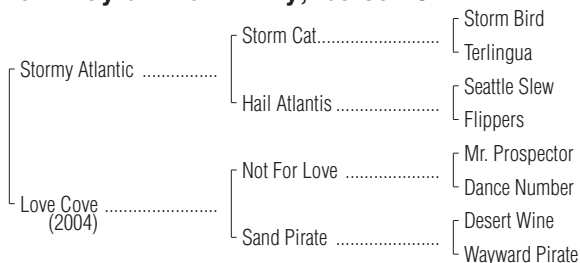 Storm Bird
Storm Cat......................
Terlingua
Stormy Atlantic ...............
Seattle Slew
Hail Atlantis ....................
Flippers
Mr. Prospector
Not For Love ..................
Dance Number
Love Cove ......................
(2004)
Desert Wine
Sand Pirate ....................
Wayward Pirate